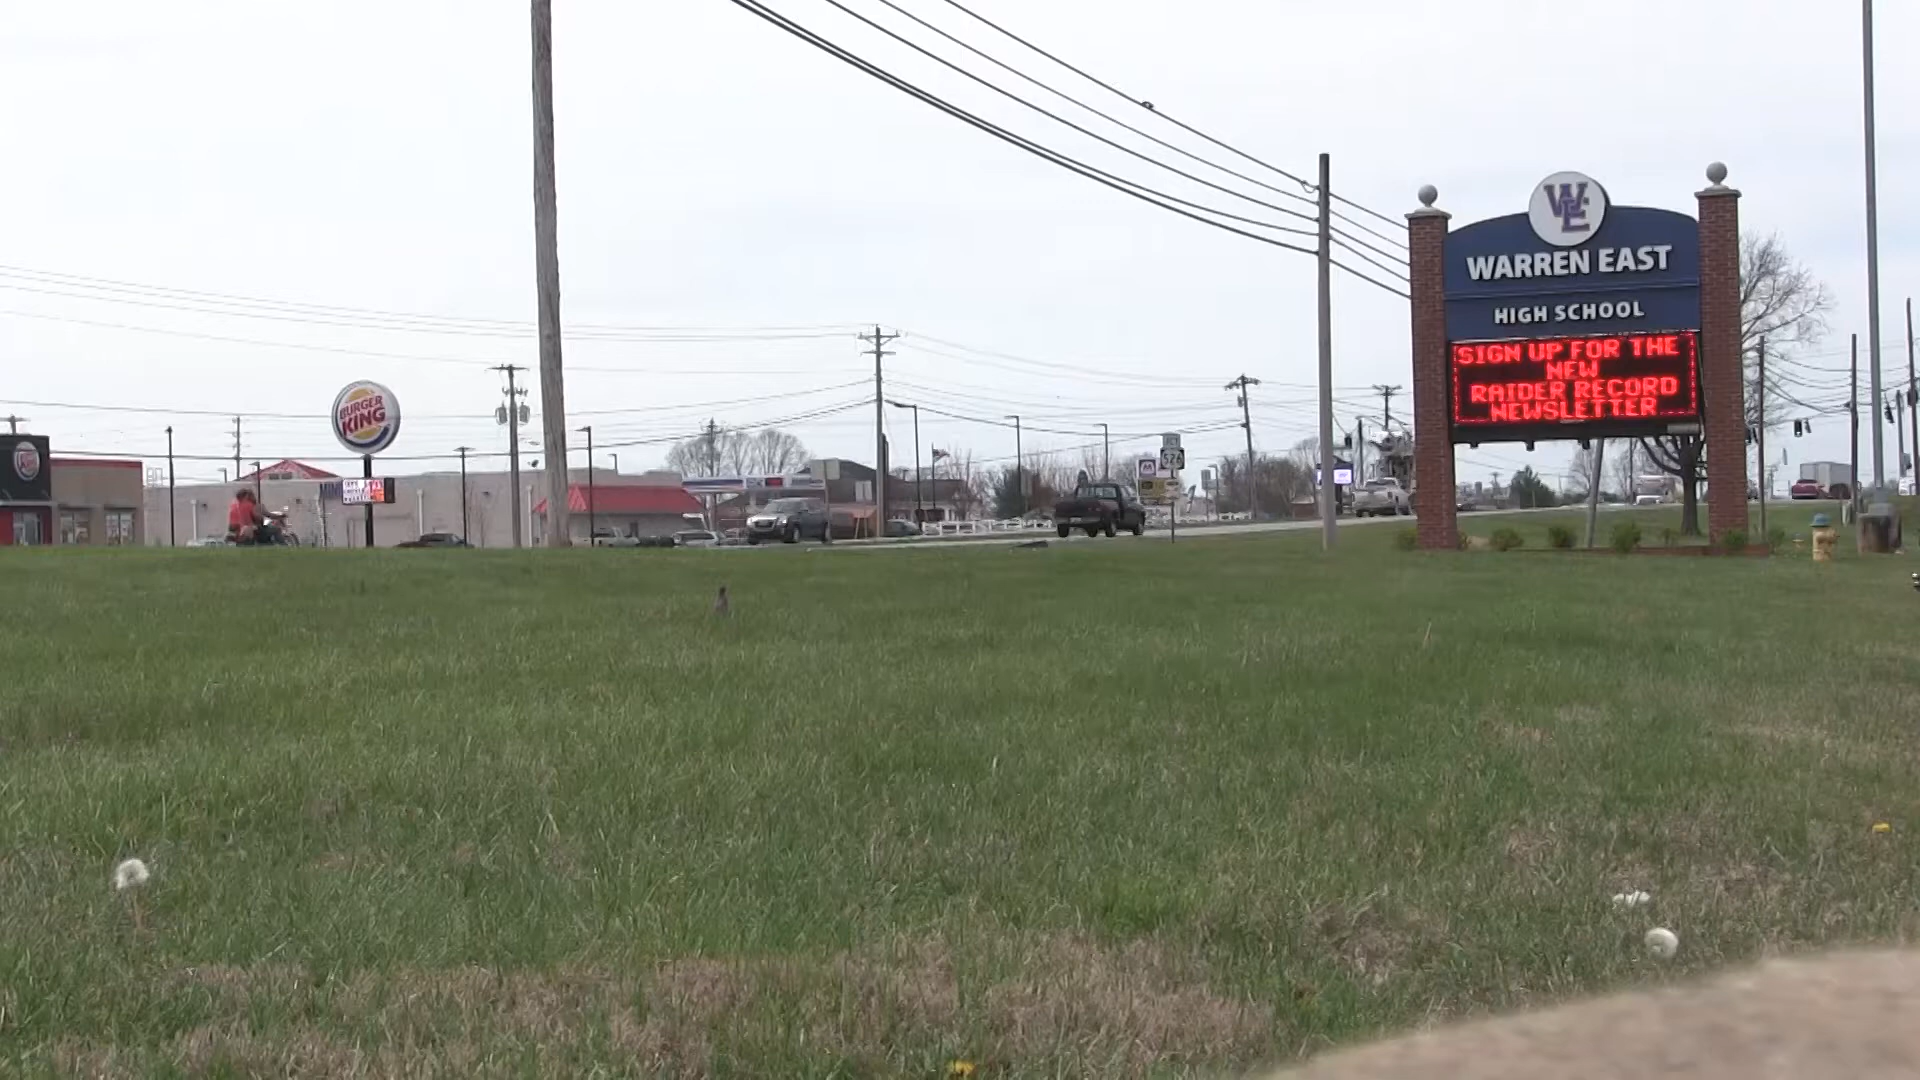 WE
WARREN EAST
HIGH SCHOOL
SIGN UP FOR THE
NEW
RAIDER RECORD
NEWSLETTER
BURGER
KING
526